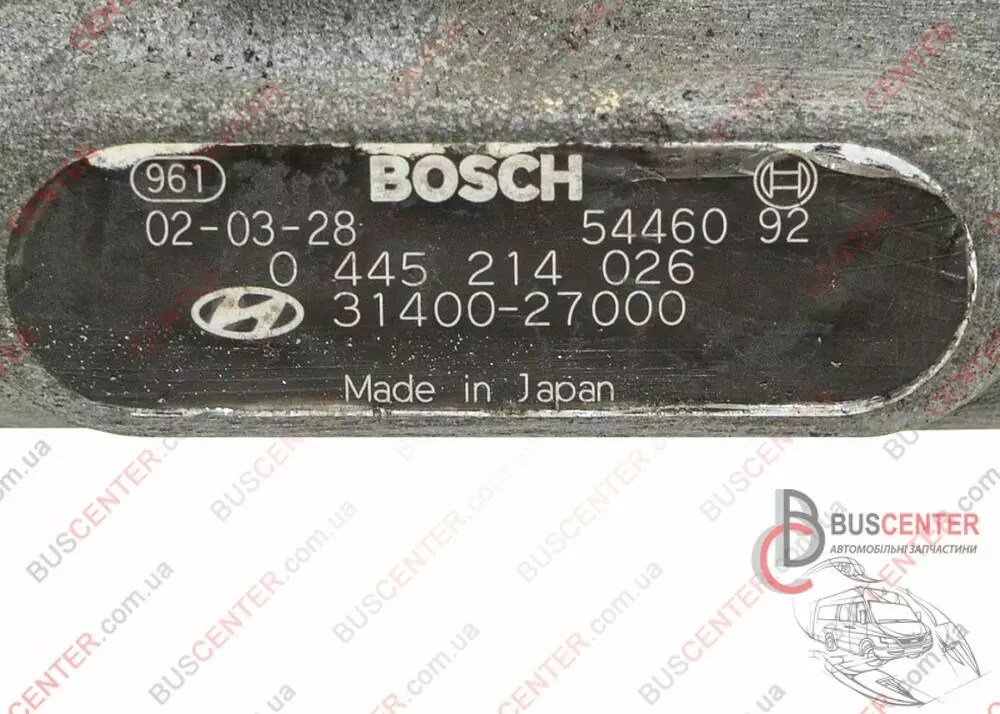 961 BOSCH
02-03-28 54460 92
0 445 214 026
31400-27000
Made in Japan
BUSCENTER
АВТОМОБІЛЬНІ ЗАПЧАСТИНИ
BUSCENTER.com.ua